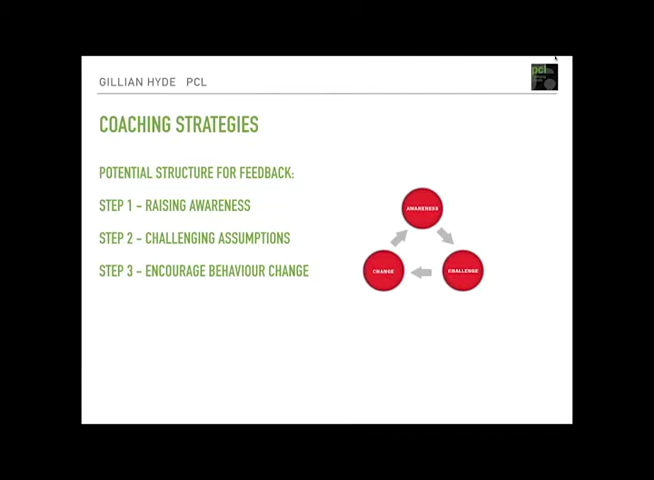 GILLIAN HYDE PCL
pcl
COACHING STRATEGIES
POTENTIAL STRUCTURE FOR FEEDBACK:
STEP 1 - RAISING AWARENESS
STEP 2 - CHALLENGING ASSUMPTIONS
STEP 3 - ENCOURAGE BEHAVIOUR CHANGE
AWARENESS
CHANGE
CHALLENGE